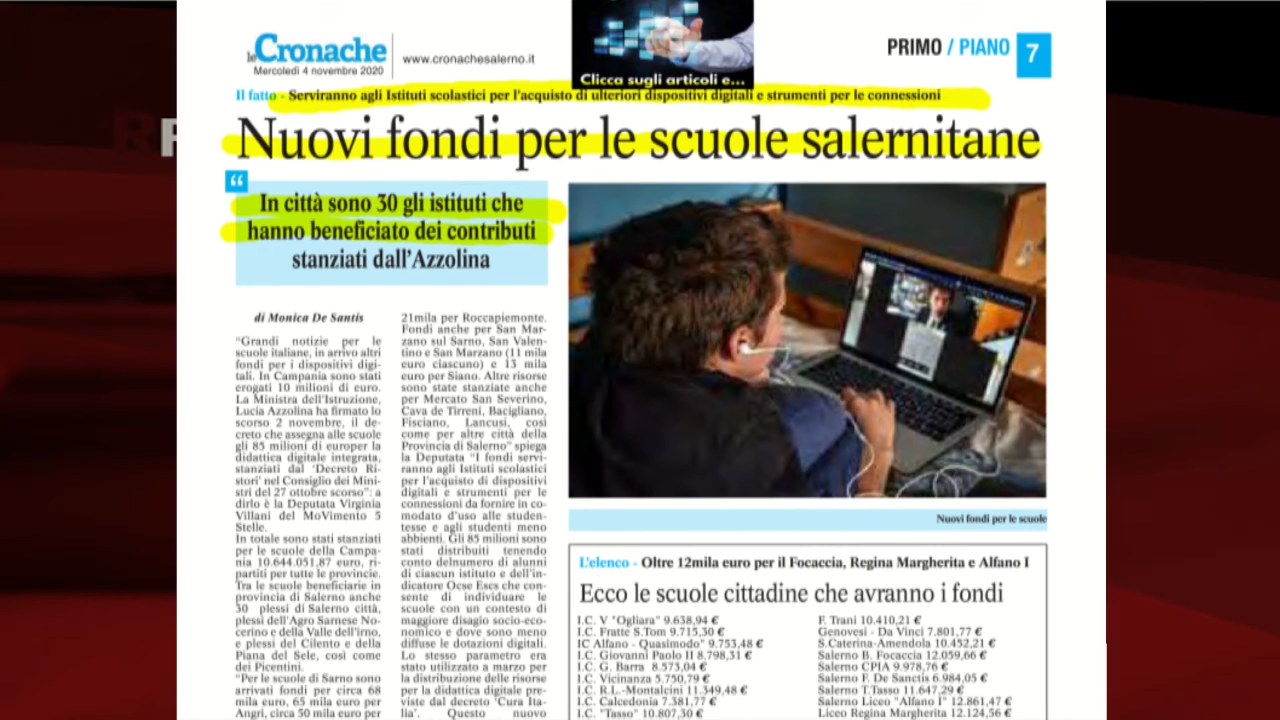 le Cronache
Mercoledì 4 novembre 2020
www.cronachesalerno.it
Clicca sugli articoli e...
PRIMO / PIANO 7
Il fatto - Serviranno agli Istituti scolastici per l'acquisto di ulteriori dispositivi digitali e strumenti per le connessioni
Nuovi fondi per le scuole salernitane
“
In città sono 30 gli istituti che
hanno beneficiato dei contributi
stanziati dall'Azzolina
di Monica De Santis
"Grandi notizie per le
scuole italiane, in arrivo altri
fondi per i dispositivi digi-
tali. In Campania sono stati
erogati 10 milioni di euro.
La Ministra dell'Istruzione,
Lucia Azzolina ha firmato lo
scorso 2 novembre, il de-
creto che assegna alle scuole
gli 85 milioni di europer la
didattica digitale integrata,
stanziati dal 'Decreto Ri-
stori' nel Consiglio dei Mini-
stri del 27 ottobre scorso": a
dirlo è la Deputata Virginia
Villani del MoVimento 5
Stelle.
In totale sono stati stanziati
per le scuole della Campa-
nia 10.644.051,87 euro, ri-
partiti per tutte le provincie.
Tra le scuole beneficiarie in
provincia di Salerno anche
30 plessi di Salerno città,
plessi dell'Agro Sarnese No-
cerino e della Valle dell'irno,
e plessi del Cilento e della
Piana del Sele, così come
dei Picentini.
"Per le scuole di Sarno sono
arrivati fondi per circa 68
mila euro, 65 mila euro per
Angri, circa 50 mila euro per
21mila per Roccapiemonte.
Fondi anche per San Mar-
zano sul Sarno, San Valen-
tino e San Marzano (11 mila
euro ciascuno) e 13 mila
euro per Siano. Altre risorse
sono state stanziate anche
per Mercato San Severino,
Cava de Tirreni, Bacigliano,
Fisciano, Lancusi, così
come per altre città della
Provincia di Salerno" spiega
la Deputata "I fondi servi-
ranno agli Istituti scolastici
per l'acquisto di dispositivi
digitali e strumenti per le
connessioni da fornire in co-
modato d'uso alle studen-
tesse e agli studenti meno
abbienti. Gli 85 milioni sono
stati distribuiti tenendo
conto delnumero di alunni
di ciascun istituto e dell'in-
dicatore Ocse Escs che con-
sente di individuare le
scuole con un contesto di
maggiore disagio socio-eco-
nomico e dove sono meno
diffuse le dotazioni digitali.
Lo stesso parametro era
stato utilizzato a marzo per
la distribuzione delle risorse
per la didattica digitale pre-
viste dal decreto 'Cura Ita-
lia'. Questo nuovo
Nuovi fondi per le scuole
L'elenco - Oltre 12mila euro per il Focaccia, Regina Margherita e Alfano I
Ecco le scuole cittadine che avranno i fondi
I.C. V "Ogliara" 9.638,94 €
I.C. Fratte S.Tom 9.715,30 €
IC Alfano - Quasimodo" 9.753,48 €
I.C. Giovanni Paolo II 8.798,31 €
I.C. G. Barra 8.573,04 €
I.C. Vicinanza 5.750,79 €
I.C. R.L.-Montalcini 11.349,48 €
I.C. Calcedonia 7.381,77 €
I.C. "Tasso" 10.807,30 €
F. Trani 10.410,21 €
Genovesi - Da Vinci 7.801,77 €
S.Caterina-Amendola 10.452,21 €
Salerno B. Focaccia 12.059,66 €
Salerno CPIA 9.978,76 €
Salerno F. De Sanctis 6.984,05 €
Salerno T.Tasso 11.647,29 €
Salerno Liceo "Alfano I" 12.861,47 €
Liceo Regina Margherita 12.124,56 €